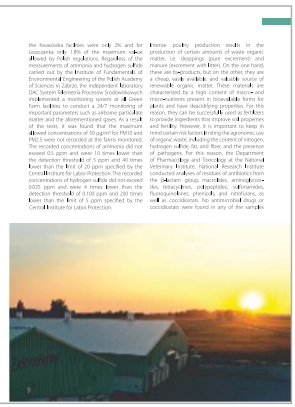 the Kwasówka facilities were only 2% and for
Leszczanka only 1.8% of the maximum value
allowed by Polish regulations. Regardless of the
measurements of ammonia and hydrogen sulfide
carried out by the Institute of Fundamentals of
Environmental Engineering of the Polish Academy
of Sciences in Zabrze, the independent laboratory
DAC System Telemetria Procesów Środowiskowych
implemented a monitoring system at all Green
Farm facilities to conduct a 24/7 monitoring of
important parameters such as airborne particulate
matter and the aforementioned gases. As a result
of the tests, it was found that the maximum
allowed concentrations of 50 µg/m³ for PM10 and
PM2.5 were not recorded at the farms monitored.
The recorded concentrations of ammonia did not
exceed 0.5 ppm and were 10 times lower than
the detection threshold of 5 ppm and 40 times
lower than the limit of 20 ppm specified by the
Central Institute for Labor Protection. The recorded
concentrations of hydrogen sulfide did not exceed
0.025 ppm and were 4 times lower than the
detection threshold of 0.100 ppm and 200 times
lower than the limit of 5 ppm specified by the
Central Institute for Labor Protection.
Intense poultry production results in the
production of certain amounts of waste organic
matter, i.e. droppings (pure excrement) and
manure (excrement with litter). On the one hand,
these are by-products, but on the other, they are
a cheap, easily available, and valuable source of
renewable organic matter. These materials are
characterised by a high content of macro- and
micro-nutrients present in bioavailable forms for
plants and have deacidifying properties. For this
reason, they can be successfully used as fertilizers
to provide ingredients that improve soil properties
and fertility. However, it is important to keep in
mind certain risk factors limiting the agronomic use
of organic waste, including the content of nitrogen,
hydrogen sulfide, fat, and fiber, and the presence
of pathogens. For this reason, the Department
of Pharmacology and Toxicology at the National
Veterinary Institute, National Research Institute
conducted analyses of residues of antibiotics from
the β-lactam group, macrolides, aminoglycosi-
des, tetracyclines, polypeptides, sulfonamides,
fluoroquinolones, phenicols, and nitrofurans, as
well as coccidiostats. No antimicrobial drugs or
coccidiostats were found in any of the samples